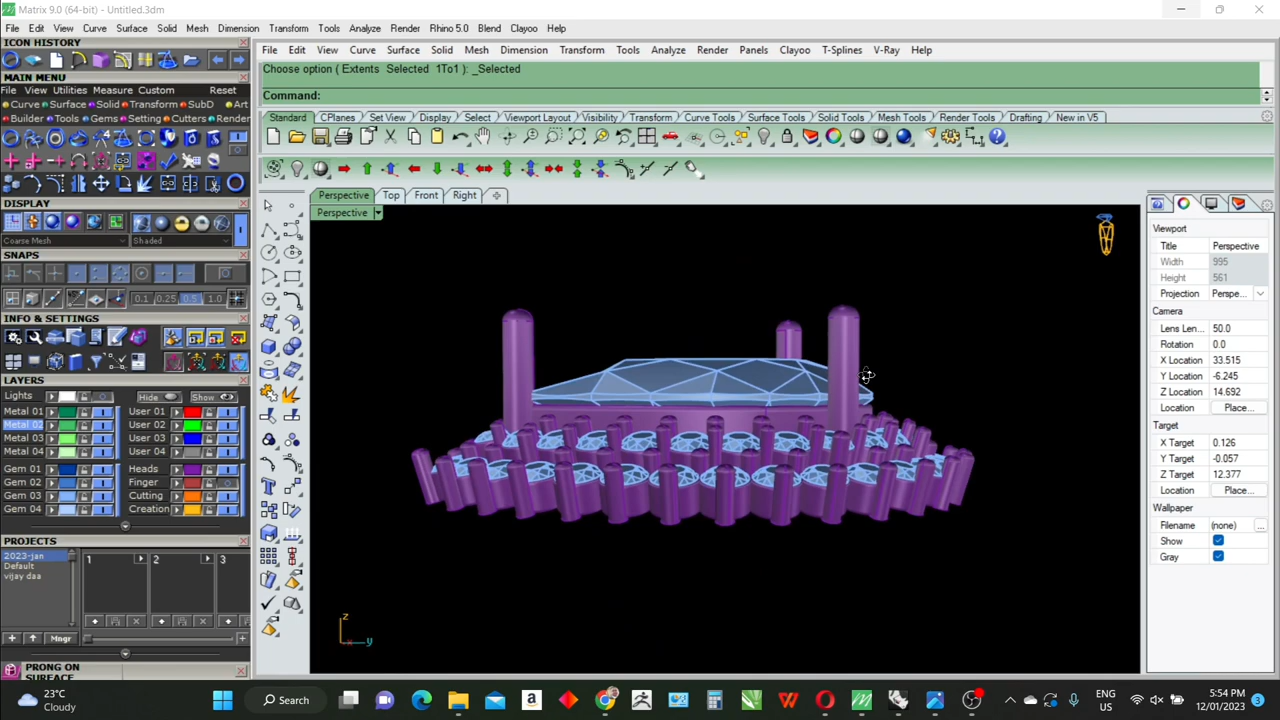 Matrix 9.0 (64-bit) - Untitled.3dm
File Edit View Curve Surface Solid Mesh Dimension Transform Tools Analyze Render Rhino 5.0 Blend Clayoo Help
ICON HISTORY
MAIN MENU
File View Utilities Measure Custom Reset
Curve Surface Solid Transform SubD Art
Builder Tools Gems Setting Cutters Render
DISPLAY
Coarse Mesh Shaded
SNAPS
0.1 0.25 0.5 1.0
INFO & SETTINGS
LAYERS
Lights Hide Show
Metal 01 User 01
Metal 02 User 02
Metal 03 User 03
Metal 04 User 04
Gem 01 Heads
Gem 02 Finger
Gem 03 Cutting
Gem 04 Creation
PROJECTS
2023-jan
Default
vijay daa
1 2 3
Mngr
PRONG ON
SURFACE
File Edit View Curve Surface Solid Mesh Dimension Transform Tools Analyze Render Panels Clayoo T-Splines V-Ray Help
Choose option ( Extents Selected 1To1 ): _Selected
Command:
Standard CPlanes Set View Display Select Viewport Layout Visibility Transform Curve Tools Surface Tools Solid Tools Mesh Tools Render Tools Drafting New in V5
Perspective Top Front Right
Perspective
z
x y
Viewport
Title Perspective
Width 995
Height 561
Projection Perspe...
Camera
Lens Len... 50.0
Rotation 0.0
X Location 33.515
Y Location -6.245
Z Location 14.692
Location Place...
Target
X Target 0.126
Y Target -0.057
Z Target 12.377
Location Place...
Wallpaper
Filename (none) ...
Show
Gray
23°C
Cloudy
Search
ENG
US
5:54 PM
12/01/2023
3